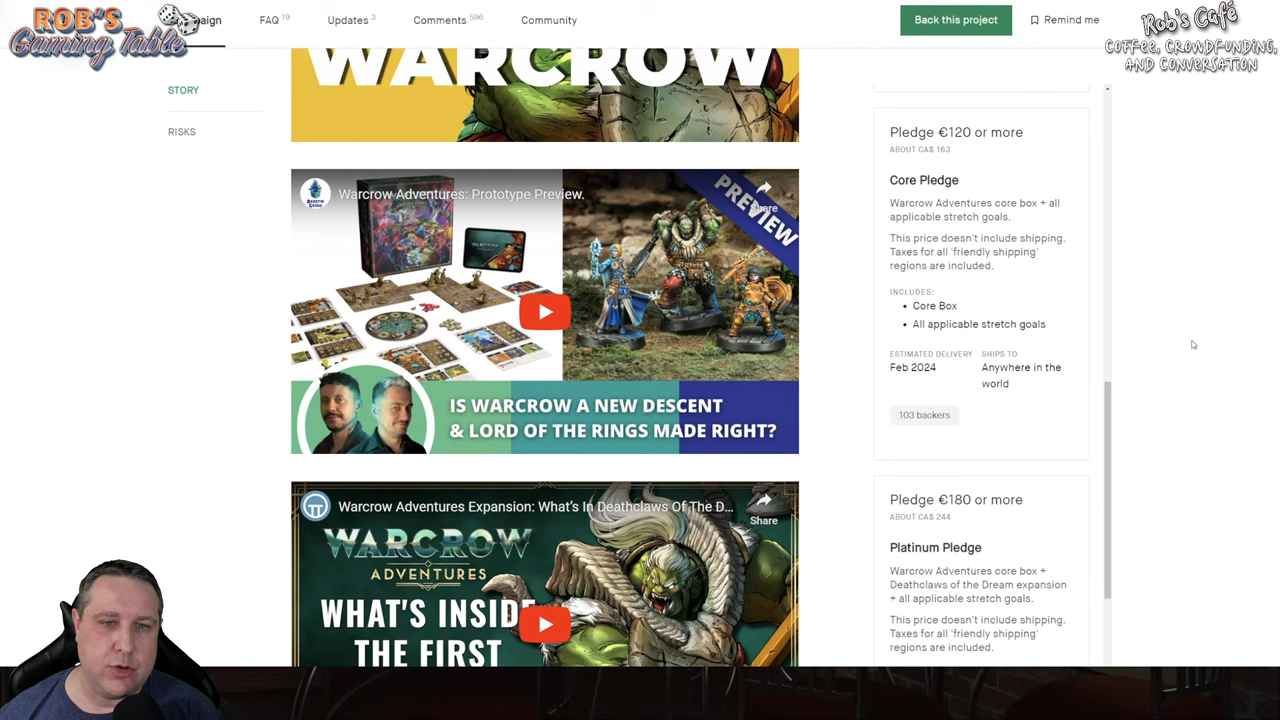 ROB'S
Gaming Table
FAQ 19
Updates 3
Comments 596
Community
Back this project
Remind me
Rob's Café
COFFEE, CROWDFUNDING,
AND CONVERSATION
STORY
RISKS
WARCROW
Warcrow Adventures: Prototype Preview.
Share
PREVIEW
IS WARCROW A NEW DESCENT
& LORD OF THE RINGS MADE RIGHT?
Warcrow Adventures Expansion: What's In Deathclaws Of The D...
Share
WARCROW
ADVENTURES
WHAT'S INSIDE
THE FIRST
Pledge €120 or more
ABOUT CA$ 163
Core Pledge
Warcrow Adventures core box + all
applicable stretch goals.
This price doesn't include shipping.
Taxes for all 'friendly shipping'
regions are included.
INCLUDES:
• Core Box
• All applicable stretch goals
ESTIMATED DELIVERY
Feb 2024
SHIPS TO
Anywhere in the
world
103 backers
Pledge €180 or more
ABOUT CA$ 244
Platinum Pledge
Warcrow Adventures core box +
Deathclaws of the Dream expansion
+ all applicable stretch goals.
This price doesn't include shipping.
Taxes for all 'friendly shipping'
regions are included.